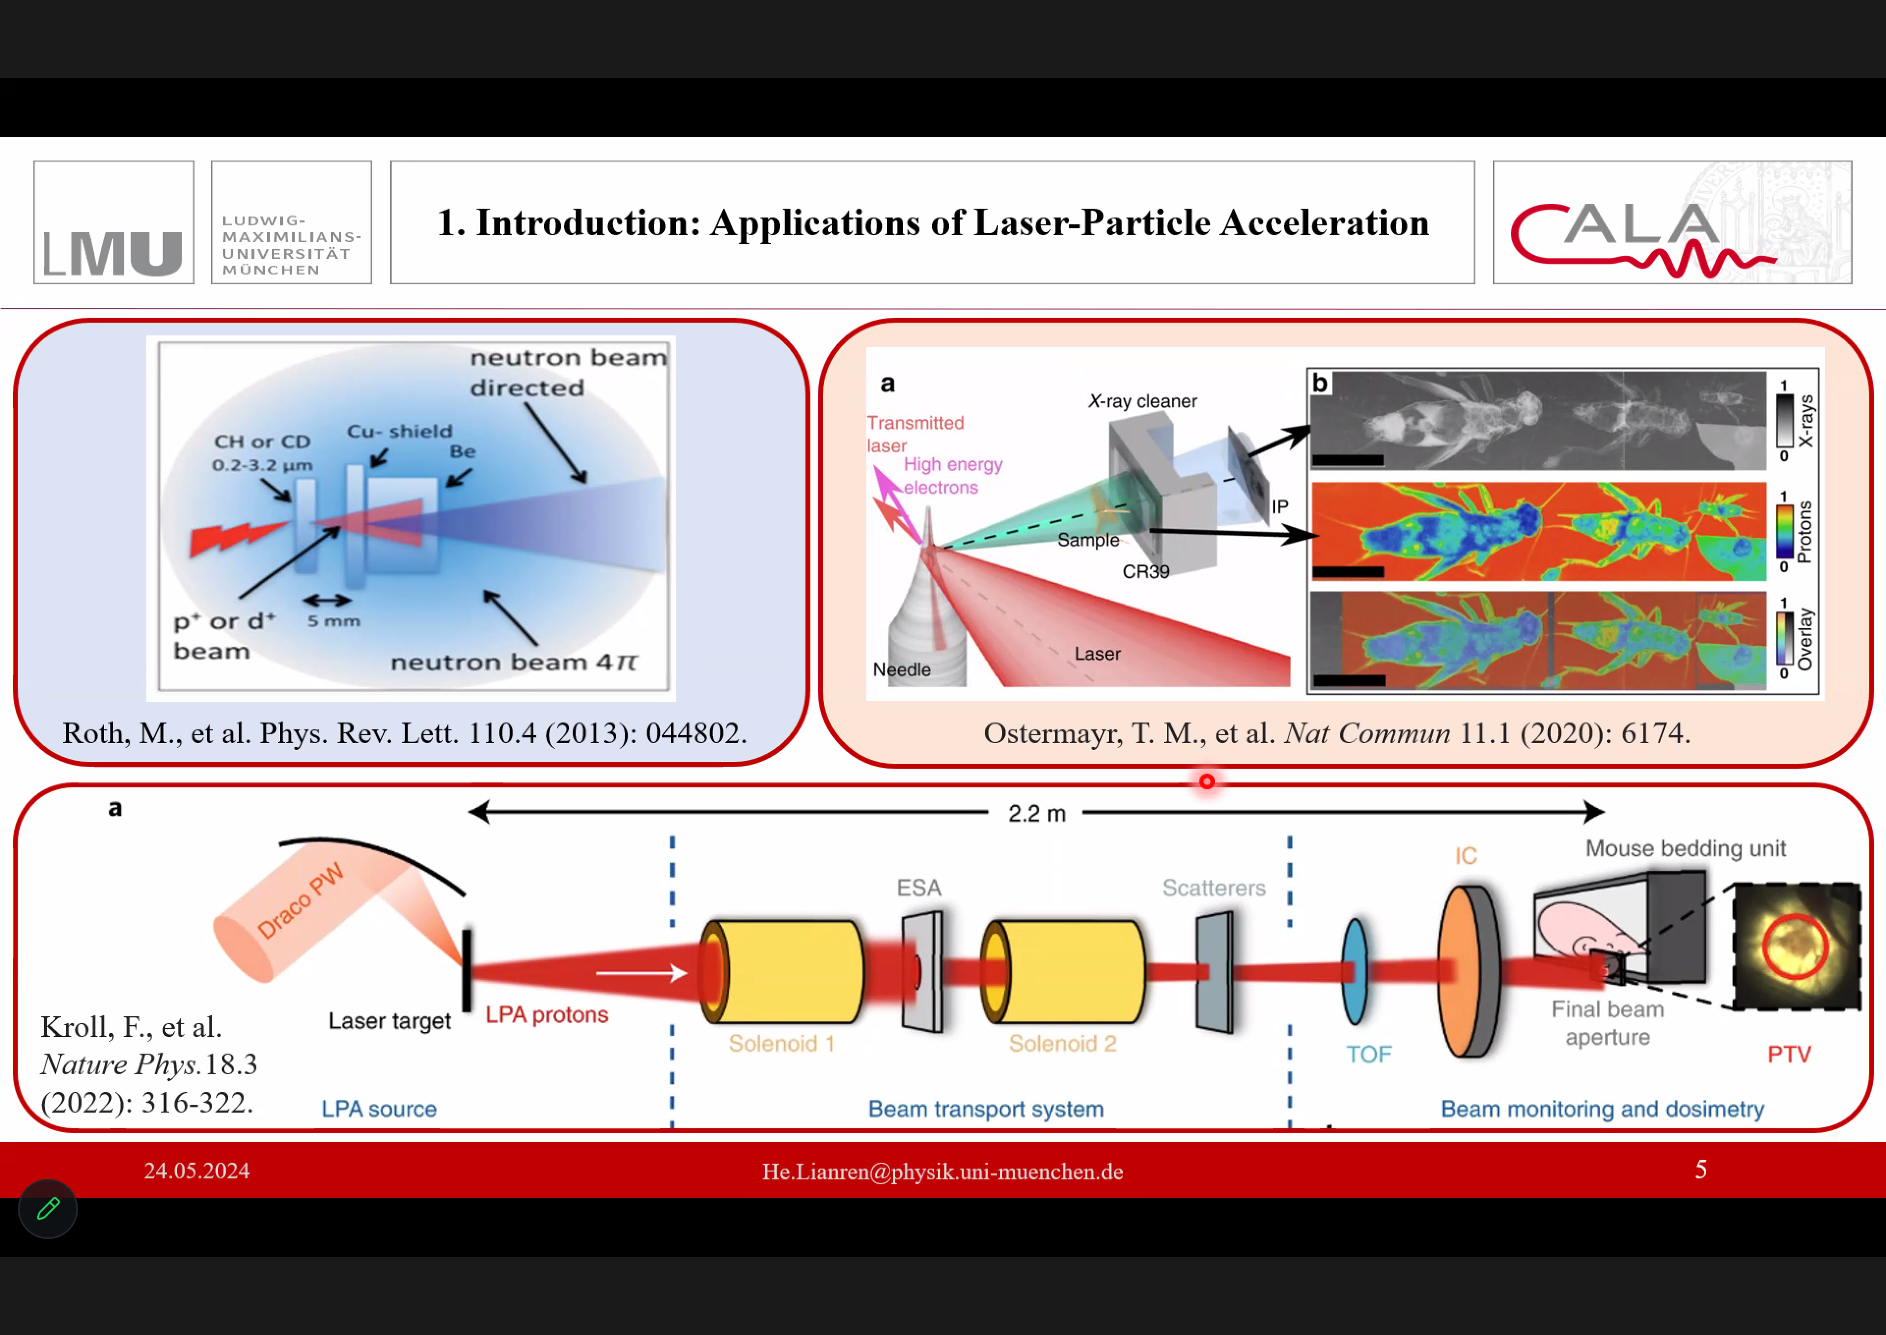 LMU
LUDWIG-
MAXIMILIANS-
UNIVERSITÄT
MÜNCHEN
1. Introduction: Applications of Laser-Particle Acceleration
CALA
neutron beam
directed
CH or CD
0.2-3.2 µm
Cu- shield
Be
p⁺ or d⁺
beam
5 mm
neutron beam 4π
Roth, M., et al. Phys. Rev. Lett. 110.4 (2013): 044802.
a
X-ray cleaner
Transmitted
laser
High energy
electrons
IP
Sample
CR39
Laser
Needle
b
1
X-rays
0
1
Protons
0
1
Overlay
0
Ostermayr, T. M., et al. Nat Commun 11.1 (2020): 6174.
a
2.2 m
Draco PW
Laser target
LPA protons
Solenoid 1
ESA
Solenoid 2
Scatterers
TOF
IC
Mouse bedding unit
Final beam
aperture
PTV
Kroll, F., et al.
Nature Phys.18.3
(2022): 316-322.
LPA source
Beam transport system
Beam monitoring and dosimetry
24.05.2024
He.Lianren@physik.uni-muenchen.de
5